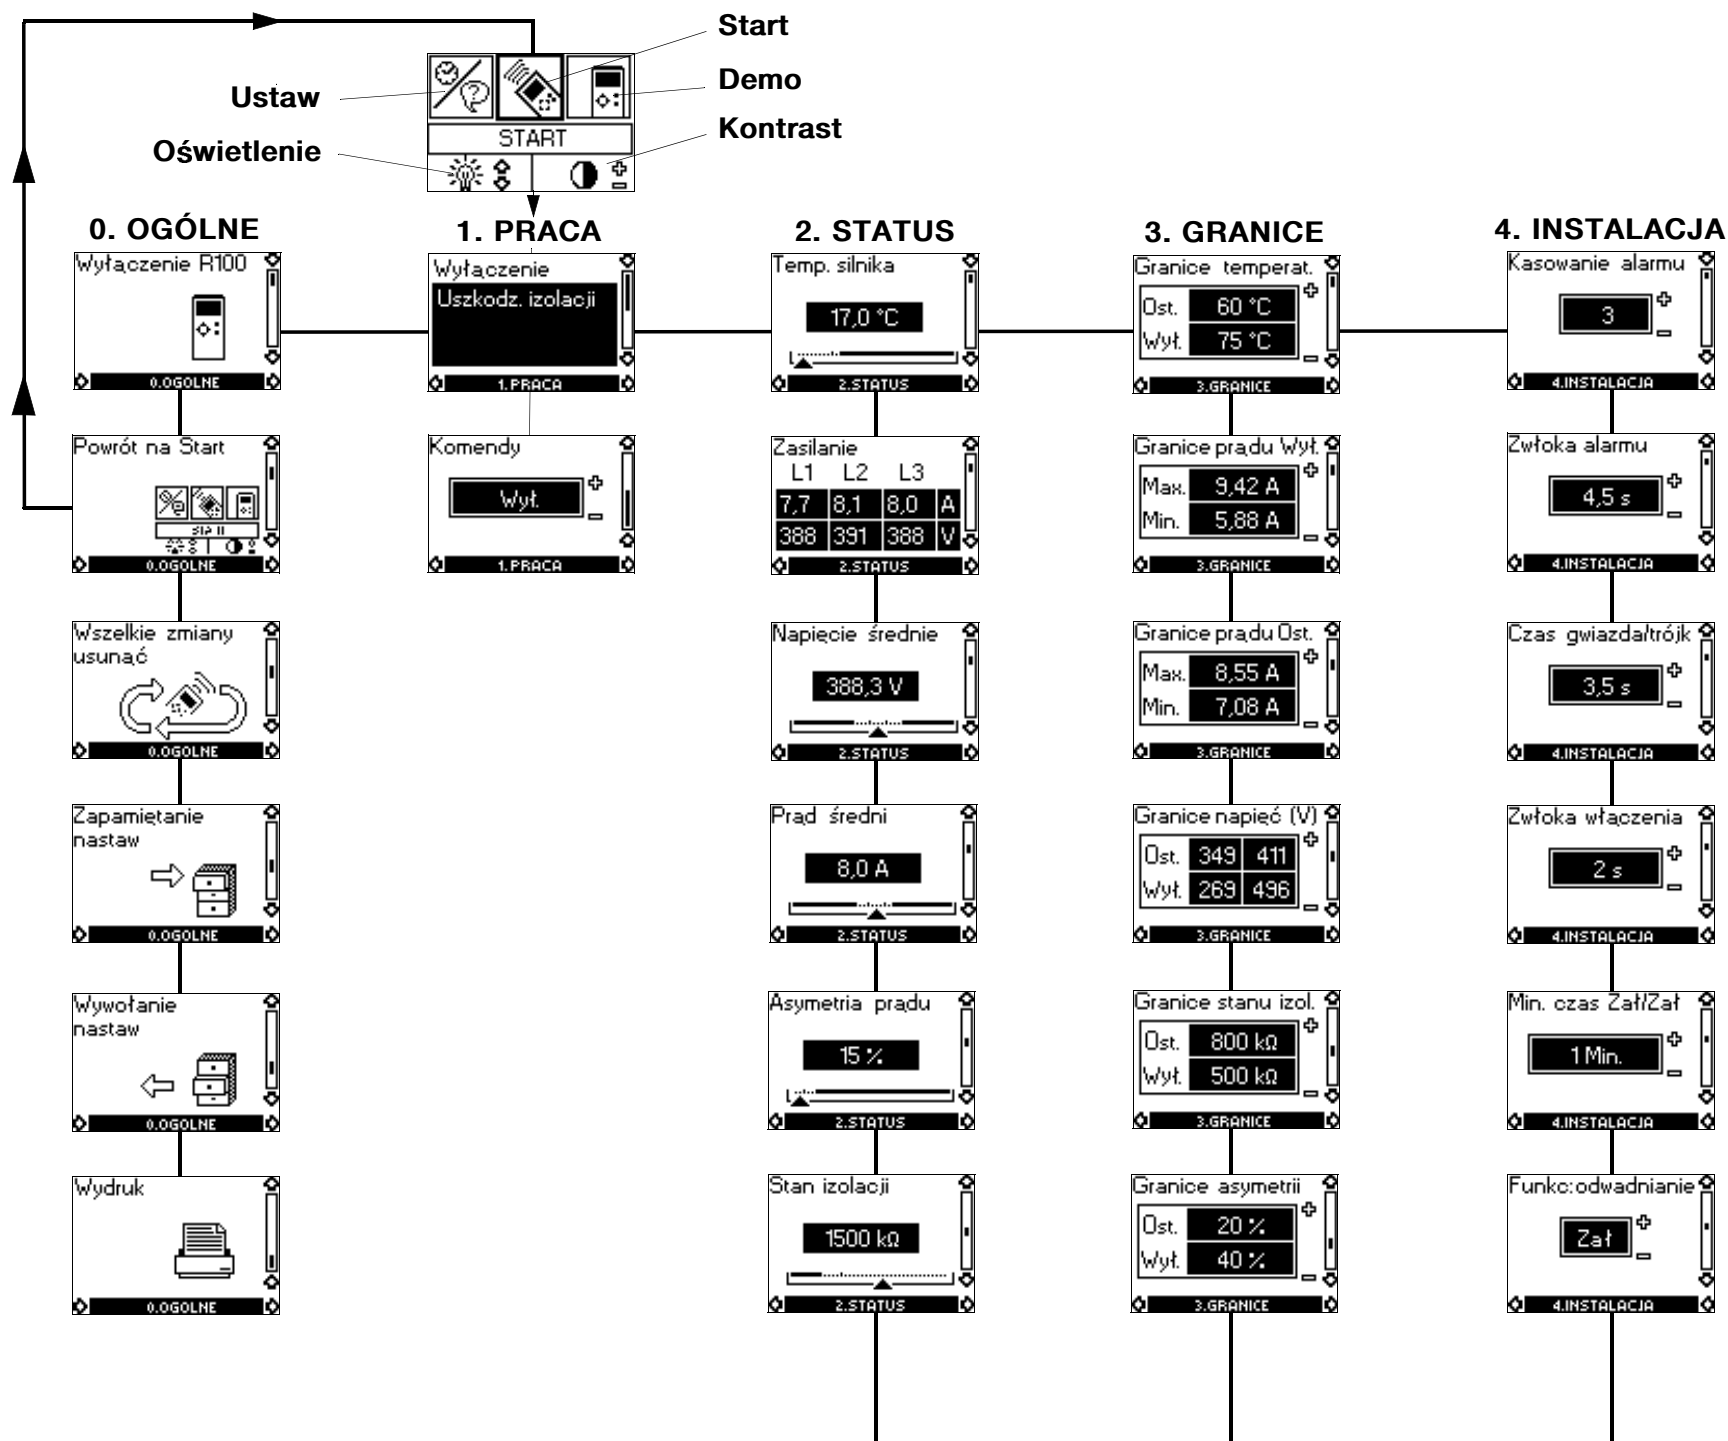 Start
Demo
Kontrast
Ustaw
Oświetlenie
START
0. OGÓLNE
Wyłączenie R100
0.OGOLNE
Powrót na Start
START
0.OGOLNE
Wszelkie zmiany
usunąć
0.OGOLNE
Zapamiętanie
nastaw
0.OGOLNE
Wywołanie
nastaw
0.OGOLNE
Wydruk
0.OGOLNE
1. PRACA
Wyłączenie
Uszkodz. izolacji
1.PRACA
Komendy
Wył.
1.PRACA
2. STATUS
Temp. silnika
17,0 °C
2.STATUS
Zasilanie
L1 L2 L3
7,7 8,1 8,0 A
388 391 388 V
2.STATUS
Napięcie średnie
388,3 V
2.STATUS
Prąd średni
8,0 A
2.STATUS
Asymetria prądu
15 %
2.STATUS
Stan izolacji
1500 kΩ
2.STATUS
3. GRANICE
Granice temperat.
Ost. 60 °C
Wył. 75 °C
3.GRANICE
Granice prądu Wył.
Max. 9,42 A
Min. 5,88 A
3.GRANICE
Granice prądu Ost.
Max. 8,55 A
Min. 7,08 A
3.GRANICE
Granice napięć (V)
Ost. 349 411
Wył. 269 496
3.GRANICE
Granice stanu izol.
Ost. 800 kΩ
Wył. 500 kΩ
3.GRANICE
Granice asymetrii
Ost. 20 %
Wył. 40 %
3.GRANICE
4. INSTALACJA
Kasowanie alarmu
3
4.INSTALACJA
Zwłoka alarmu
4,5 s
4.INSTALACJA
Czas gwiazda/trójk
3,5 s
4.INSTALACJA
Zwłoka włączenia
2 s
4.INSTALACJA
Min. czas Zał/Zał
1 Min.
4.INSTALACJA
Funkc:odwadnianie
Zał
4.INSTALACJA